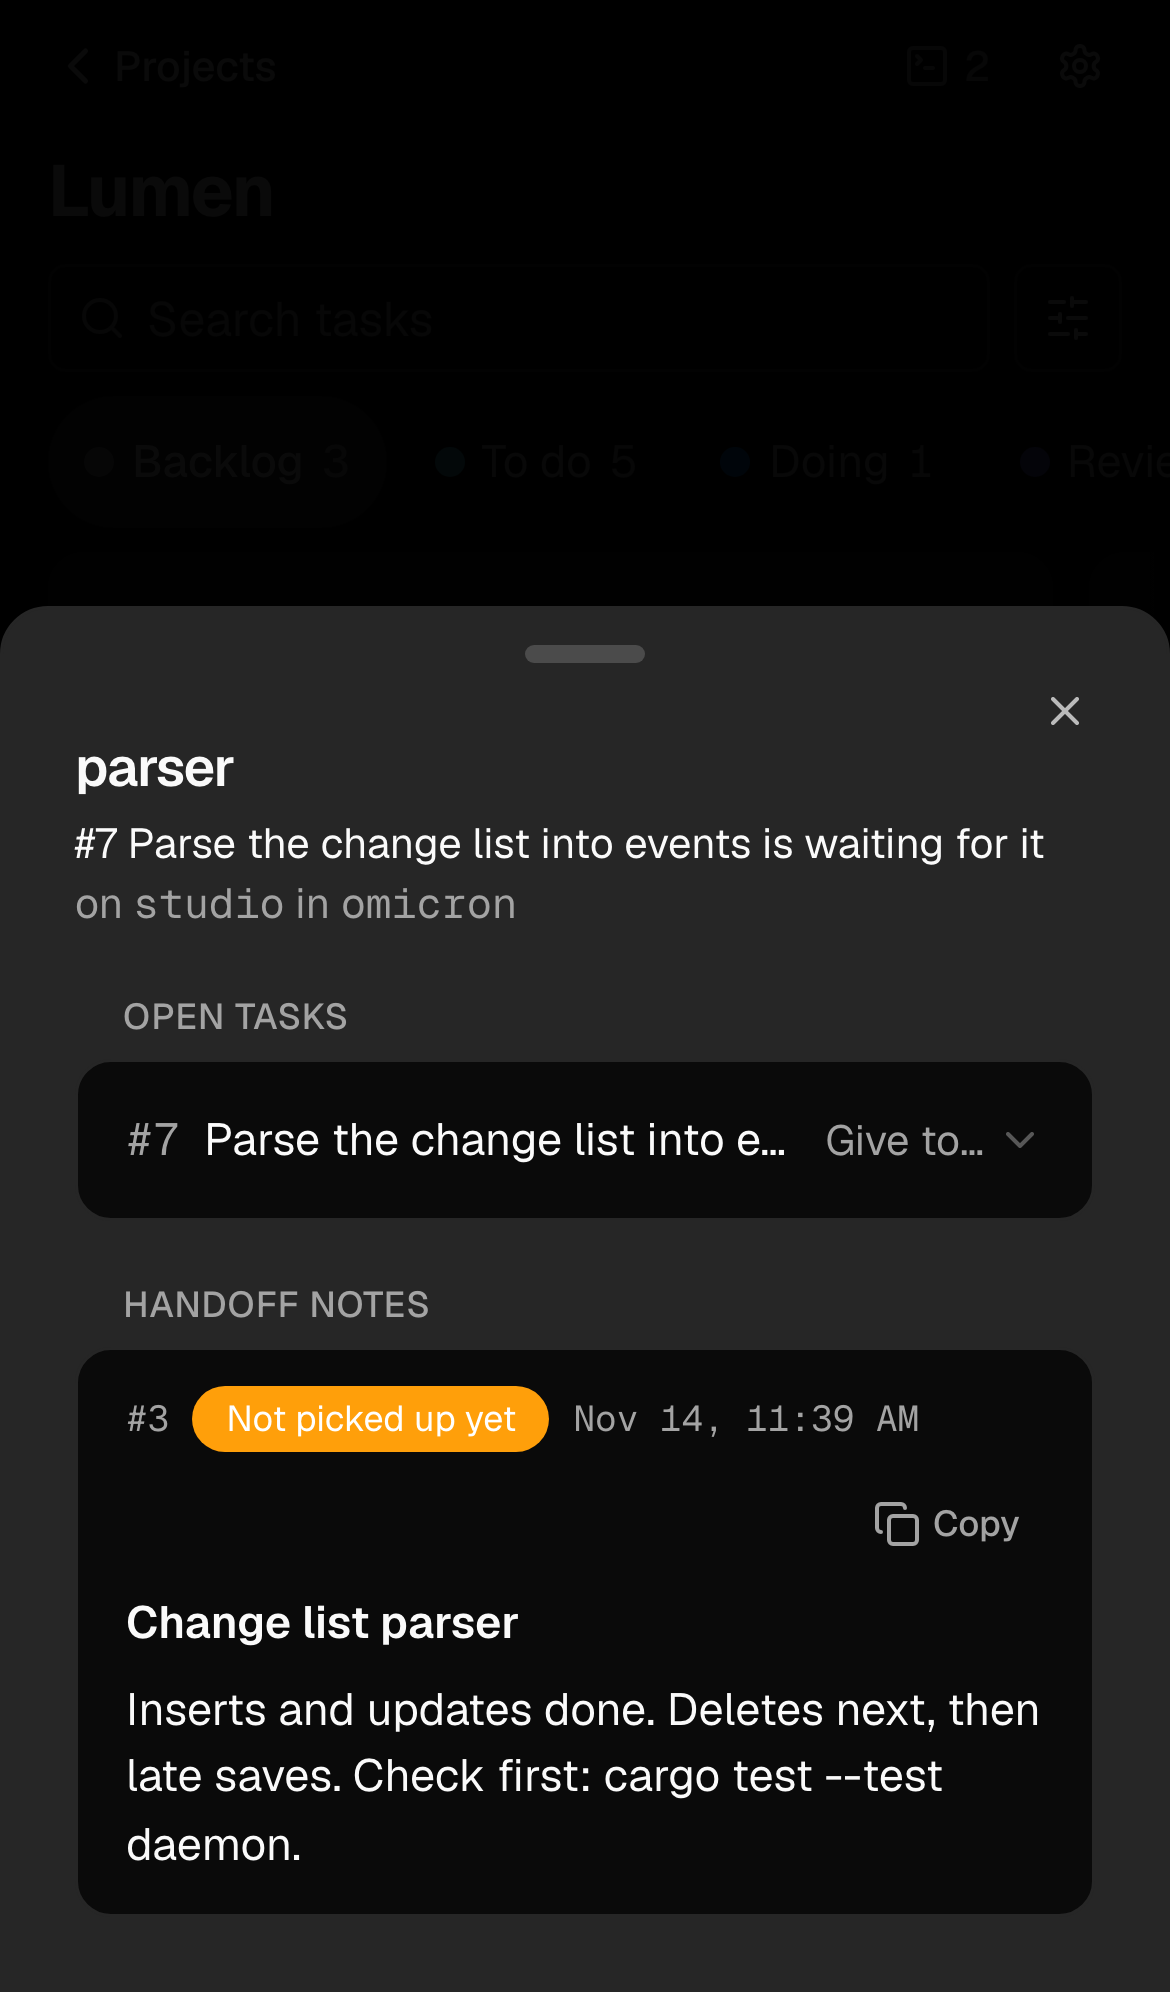 Projects
2
Lumen
Search tasks
Backlog 3
To do 5
Doing 1
Revie
parser
#7 Parse the change list into events is waiting for it
on studio in omicron
OPEN TASKS
#7 Parse the change list into e... Give to...
HANDOFF NOTES
#3 Not picked up yet Nov 14, 11:39 AM
Copy
Change list parser
Inserts and updates done. Deletes next, then
late saves. Check first: cargo test --test
daemon.